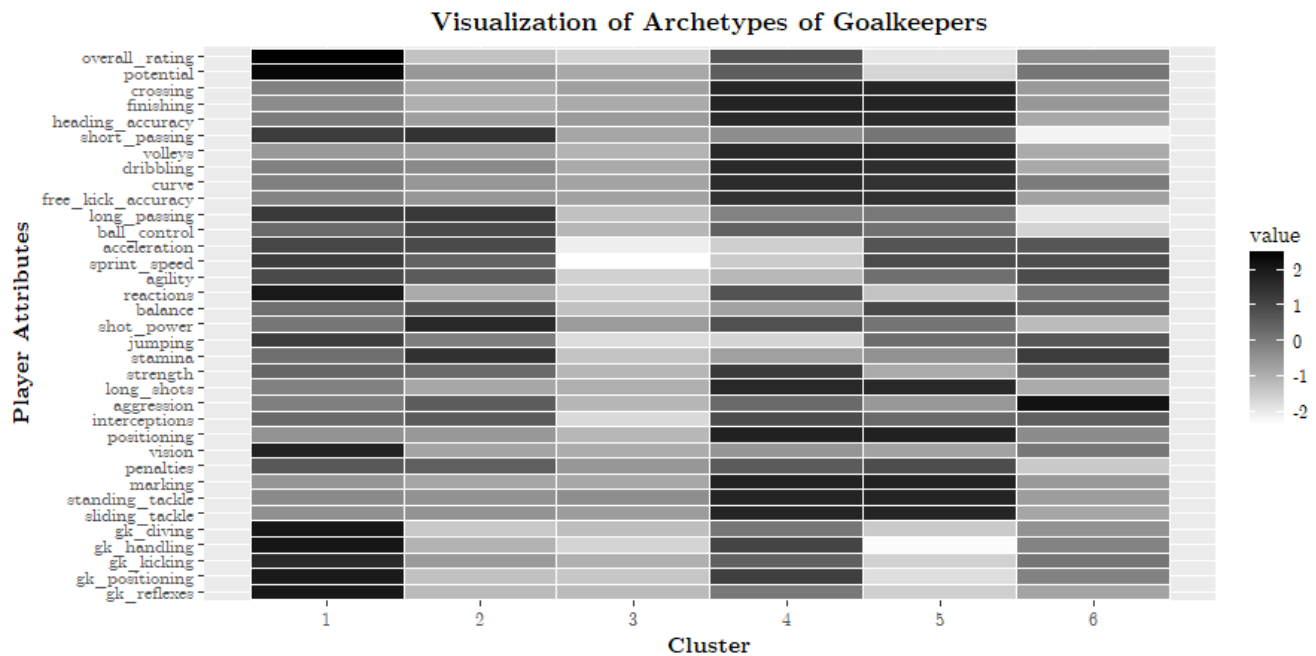 Visualization of Archetypes of Goalkeepers
Player Attributes
overall_rating
potential
crossing
finishing
heading_accuracy
short_passing
volleys
dribbling
curve
free_kick_accuracy
long_passing
ball_control
acceleration
sprint_speed
agility
reactions
balance
shot_power
jumping
stamina
strength
long_shots
aggression
interceptions
positioning
vision
penalties
marking
standing_tackle
sliding_tackle
gk_diving
gk_handling
gk_kicking
gk_positioning
gk_reflexes
1 2 3 4 5 6
Cluster
value
2
1
0
-1
-2